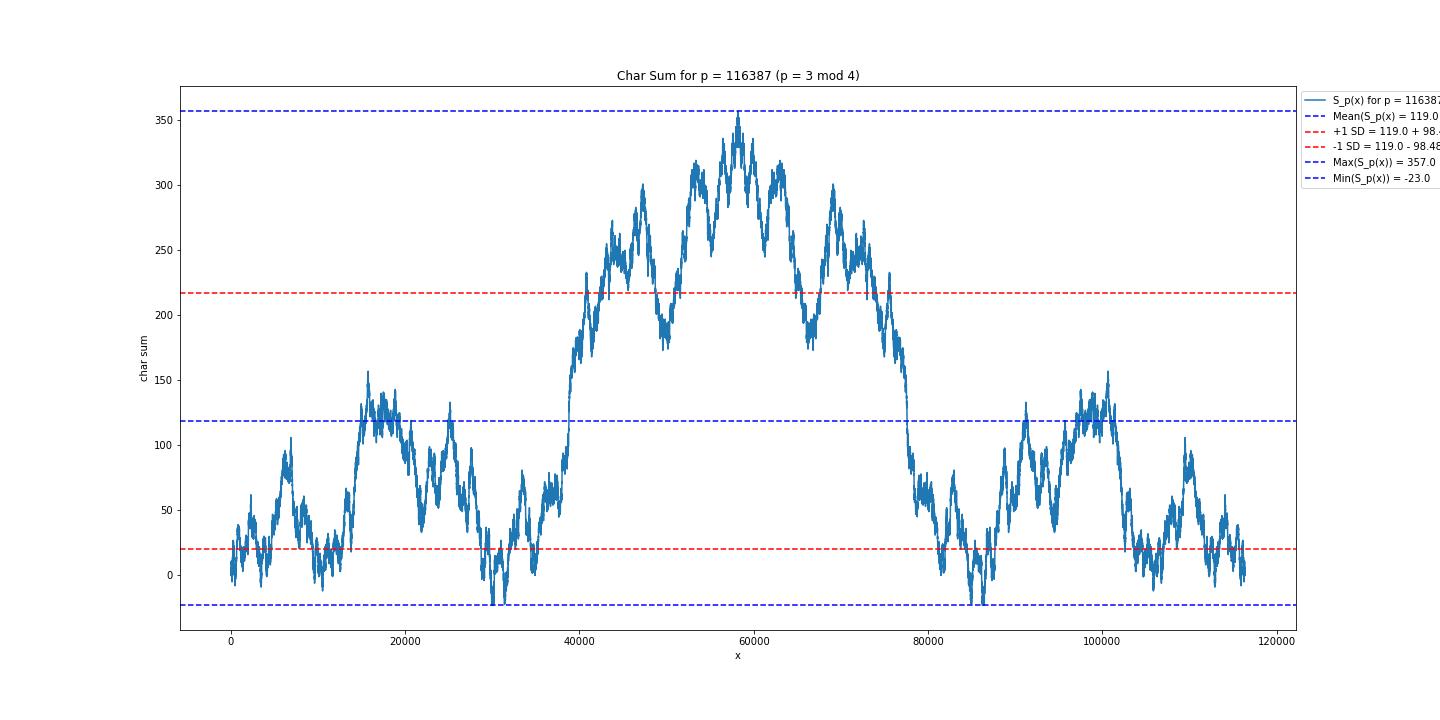 Char Sum for p = 116387 (p = 3 mod 4)
S_p(x) for p = 116387
Mean(S_p(x) = 119.0
+1 SD = 119.0 + 98.4
-1 SD = 119.0 - 98.48
Max(S_p(x)) = 357.0
Min(S_p(x)) = -23.0
char sum
350
300
250
200
150
100
50
0
0 20000 40000 60000 80000 100000 120000
x